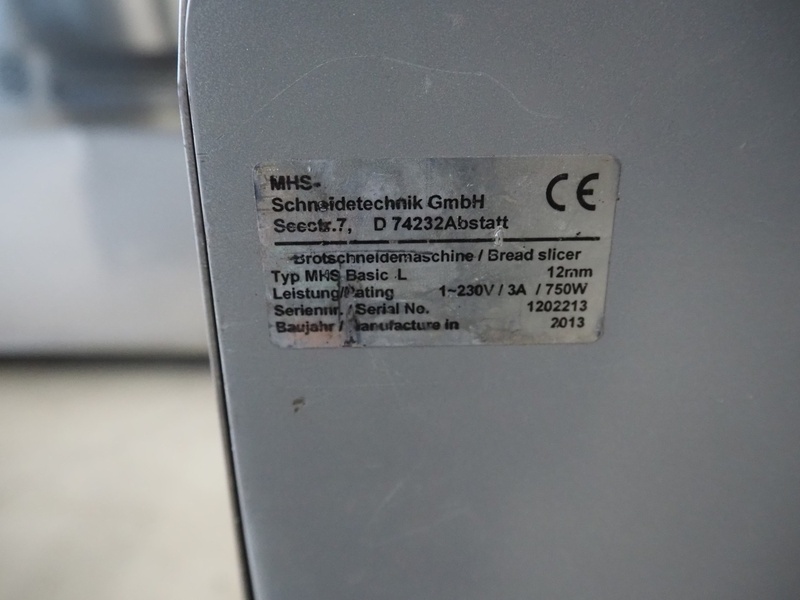 MHS-
Schneidetechnik GmbH
CE
Seestr.7, D 74232Abstatt
Brotschneidemaschine / Bread slicer
Typ MHS Basic L 12mm
Leistung/Rating 1~230V / 3A / 750W
Seriennr. / Serial No. 1202213
Baujahr / Manufacture in 2013